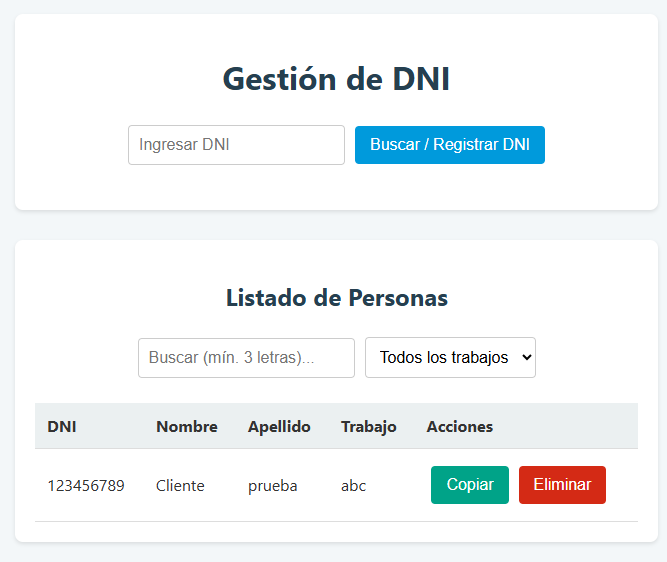 Gestión de DNI
Ingresar DNI Buscar / Registrar DNI
Listado de Personas
Buscar (mín. 3 letras)... Todos los trabajos
DNI Nombre Apellido Trabajo Acciones
123456789 Cliente prueba abc Copiar Eliminar